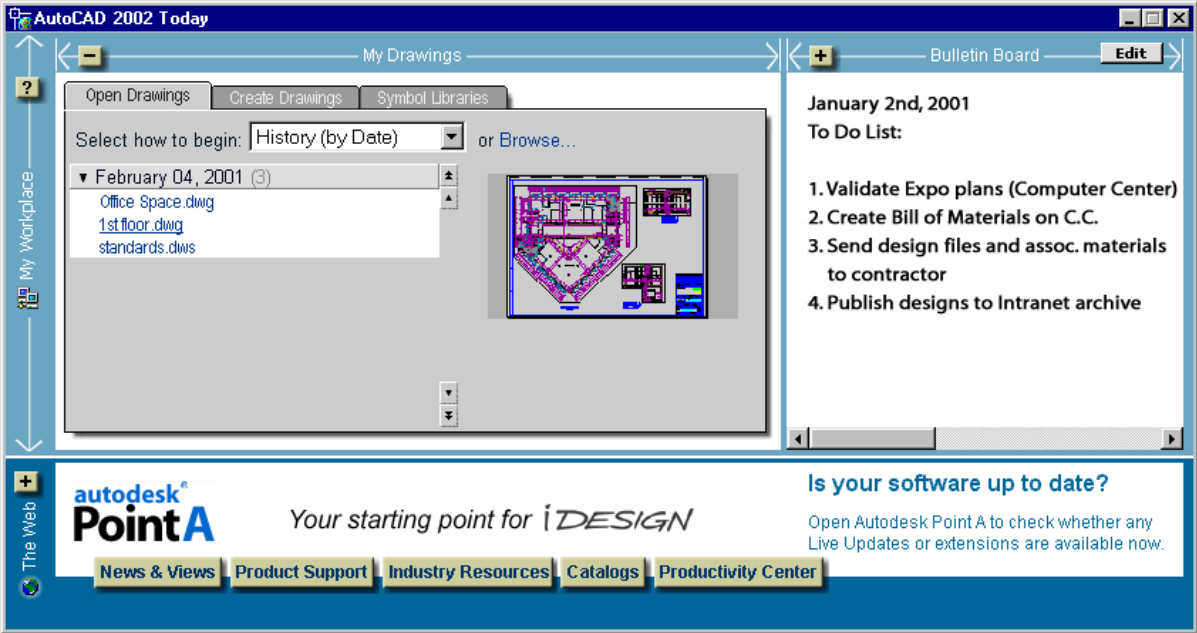 AutoCAD 2002 Today
?
My Workplace
My Drawings
Open Drawings
Create Drawings
Symbol Libraries
Select how to begin: History (by Date) or Browse...
February 04, 2001 (3)
Office Space.dwg
1st floor.dwg
standards.dws
Bulletin Board
Edit
January 2nd, 2001
To Do List:
1. Validate Expo plans (Computer Center)
2. Create Bill of Materials on C.C.
3. Send design files and assoc. materials
to contractor
4. Publish designs to Intranet archive
The Web
autodesk®
Point A
Your starting point for iDESIGN
Is your software up to date?
Open Autodesk Point A to check whether any
Live Updates or extensions are available now.
News & Views
Product Support
Industry Resources
Catalogs
Productivity Center